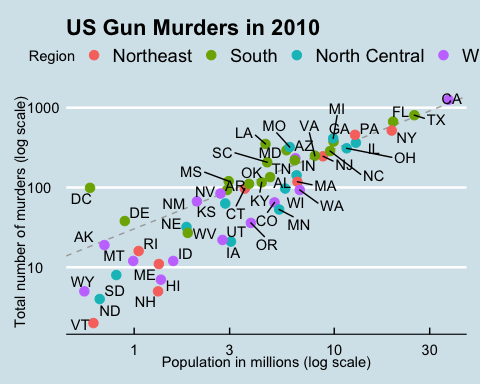 US Gun Murders in 2010
Region Northeast South North Central W
Total number of murders (log scale)
1000
100
10
CA
FL TX
MI
NY
PA
GA
VA
MO
LA
AZ
IL
OH
MD
SC
TN IN NJ
NC
MS
OK
AL
MA
AR
NV
KY
WI WA
CT
NM
KS
CO
MN
DC
DE
NE
WV
UT
OR
IA
AK
RI
MT
ID
ME
HI
NH
WY
SD
ND
VT
1 3 10 30
Population in millions (log scale)